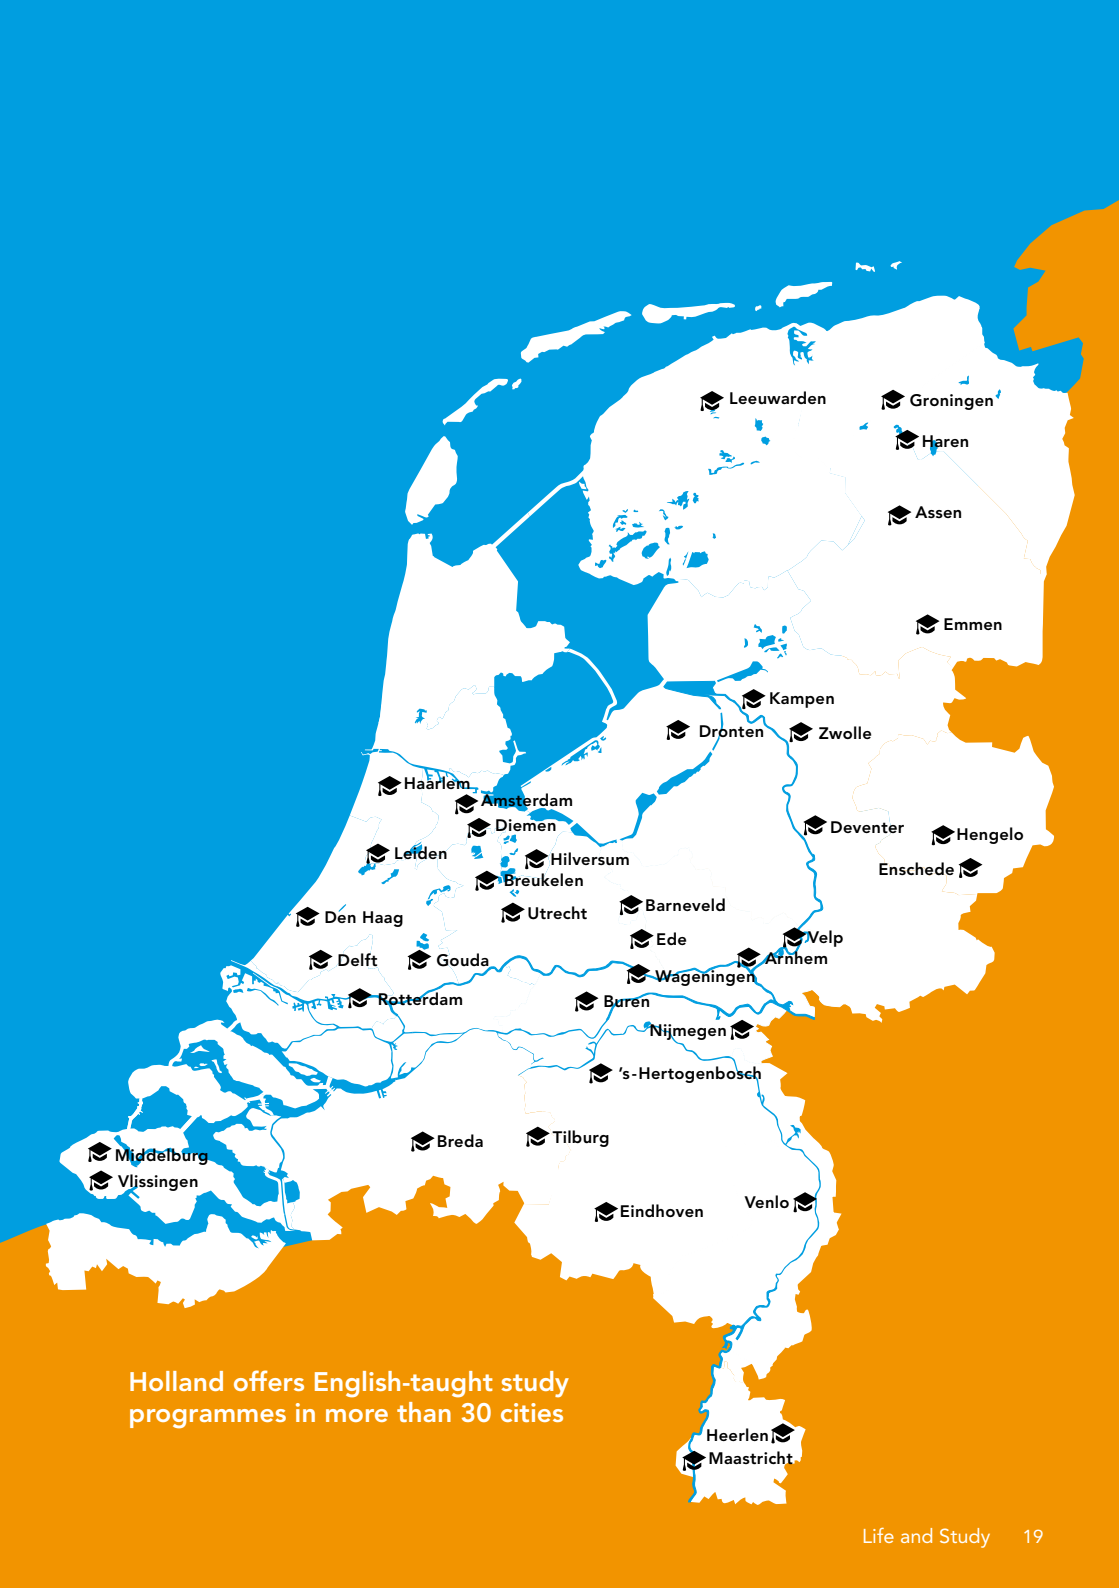 Leeuwarden
Groningen
Haren
Assen
Emmen
Kampen
Dronten
Zwolle
Haarlem
Amsterdam
Diemen
Deventer
Hengelo
Leiden
Hilversum
Enschede
Breukelen
Barneveld
Utrecht
Den Haag
Ede
Velp
Delft
Gouda
Arnhem
Wageningen
Rotterdam
Buren
Nijmegen
’s-Hertogenbosch
Breda
Tilburg
Middelburg
Vlissingen
Venlo
Eindhoven
Holland offers English-taught study
programmes in more than 30 cities
Heerlen
Maastricht
Life and Study 19